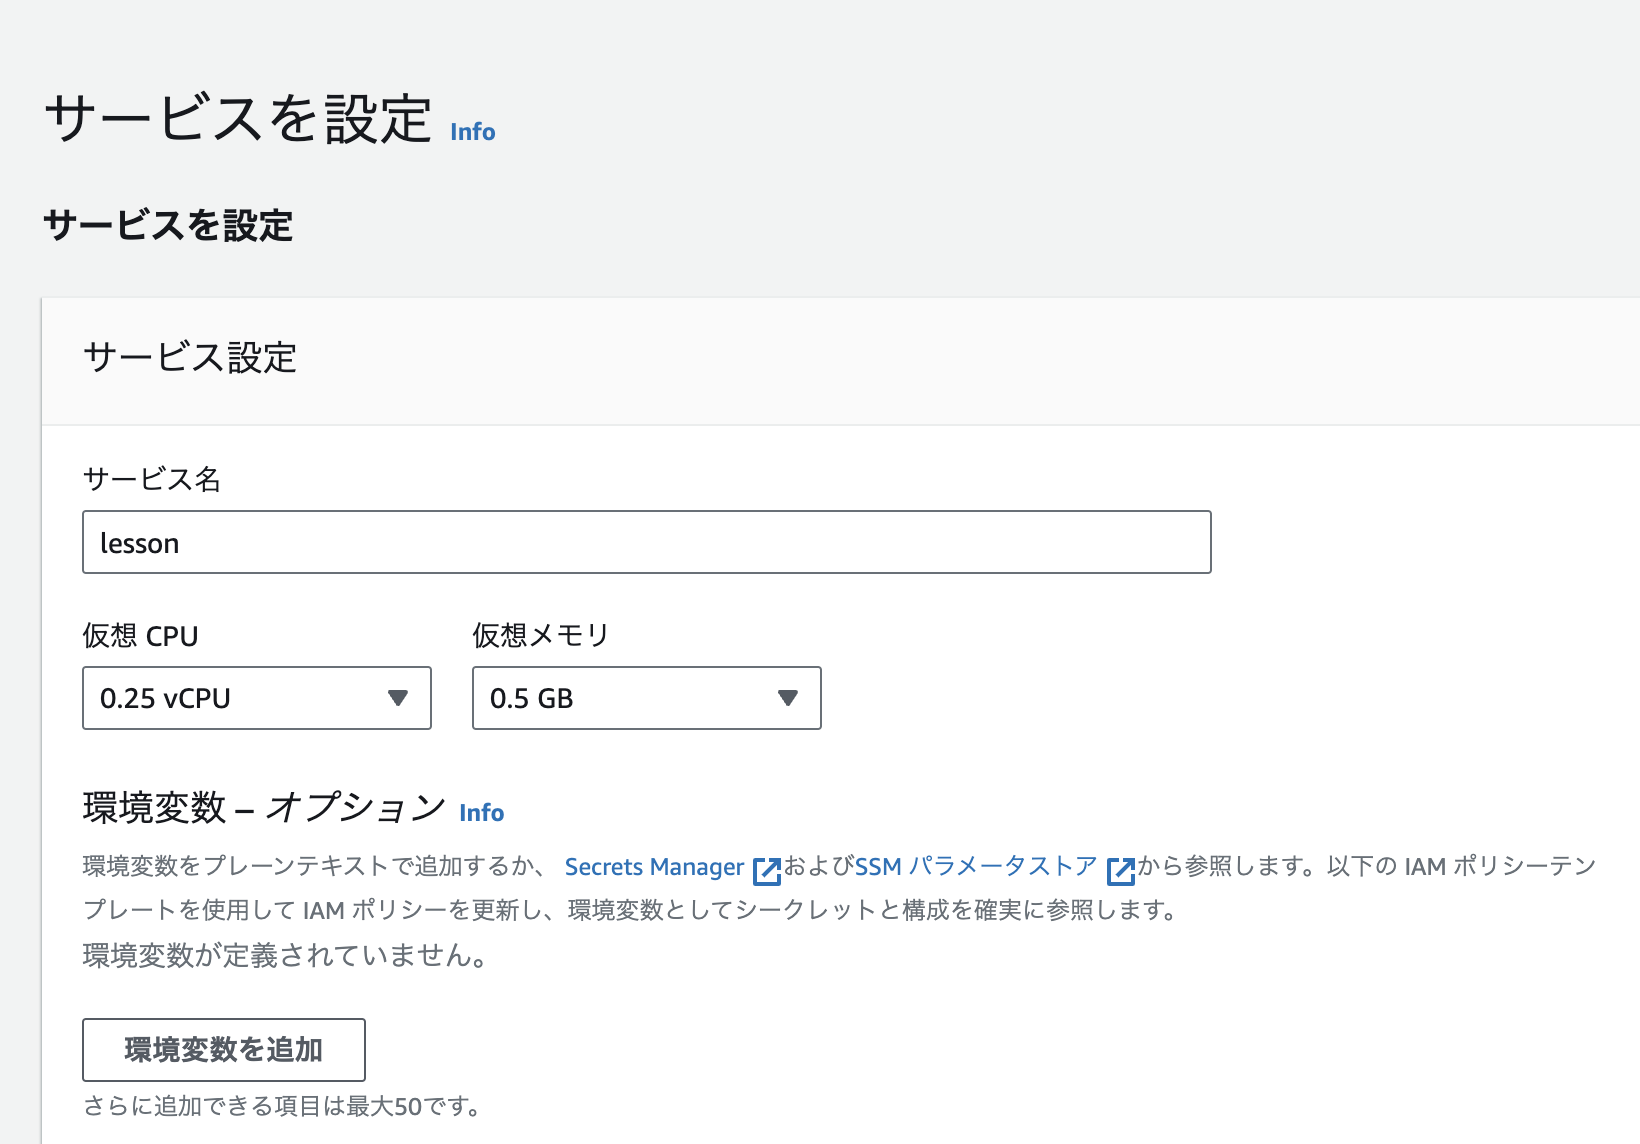 サービスを設定 Info
サービスを設定
サービス設定
サービス名
lesson
仮想 CPU 仮想メモリ
0.25 vCPU 0.5 GB
環境変数 – オプション Info
環境変数をプレーンテキストで追加するか、 Secrets Manager およびSSM パラメータストア から参照します。以下の IAM ポリシーテン
プレートを使用して IAM ポリシーを更新し、環境変数としてシークレットと構成を確実に参照します。
環境変数が定義されていません。
環境変数を追加
さらに追加できる項目は最大50です。